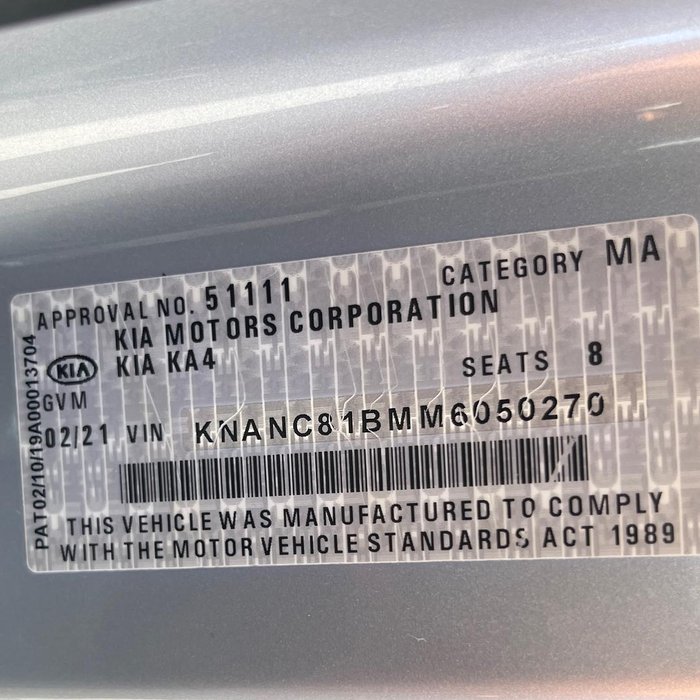 APPROVAL NO. 51111 CATEGORY MA
KIA MOTORS CORPORATION
KIA KIA KA4 SEATS 8
GVM
02/21 VIN KNANC81BMM6050270
THIS VEHICLE WAS MANUFACTURED TO COMPLY
WITH THE MOTOR VEHICLE STANDARDS ACT 1989
PAT02/10/19A00013704